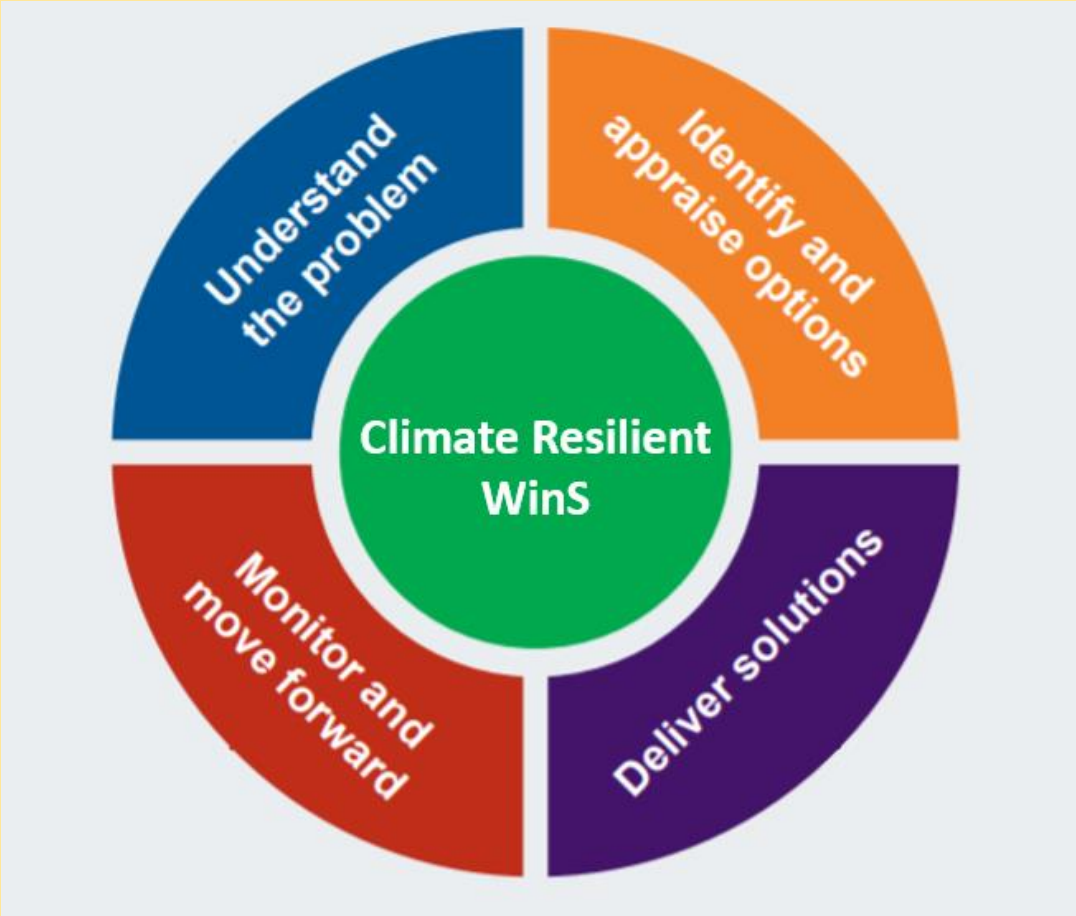 Understand
the problem
Identify and
appraise options
Climate Resilient
WinS
Monitor and
move forward
Deliver solutions